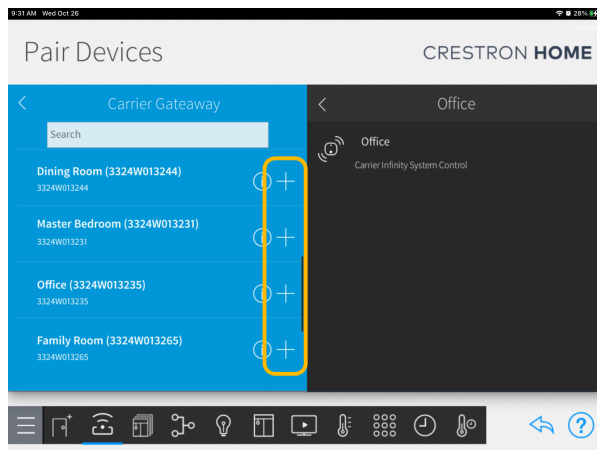 9:31 AM Wed Oct 26
28%
Pair Devices
CRESTRON HOME
Carrier Gateaway
Office
Search
Office
Carrier Infinity System Control
Dining Room (3324W013244)
3324W013244
Master Bedroom (3324W013231)
3324W013231
Office (3324W013235)
3324W013235
Family Room (3324W013265)
3324W013265